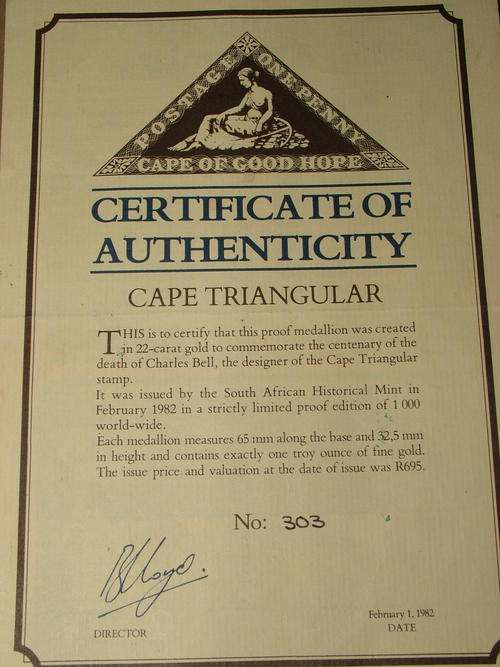 POSTAGE ONE PENNY
CAPE OF GOOD HOPE
CERTIFICATE OF
AUTHENTICITY
CAPE TRIANGULAR
THIS is to certify that this proof medallion was created
in 22-carat gold to commemorate the centenary of the
death of Charles Bell, the designer of the Cape Triangular
stamp.
It was issued by the South African Historical Mint in
February 1982 in a strictly limited proof edition of 1 000
world-wide.
Each medallion measures 65 mm along the base and 32,5 mm
in height and contains exactly one troy ounce of fine gold.
The issue price and valuation at the date of issue was R695.
No: 303
DIRECTOR
February 1, 1982
DATE